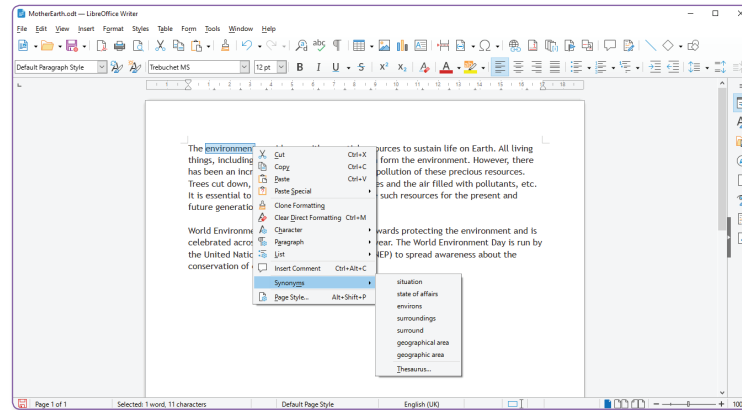 MotherEarth.odt — LibreOffice Writer
File Edit View Insert Format Styles Table Form Tools Window Help
Default Paragraph Style Trebuchet MS 12 pt
The environment
urces to sustain life on Earth. All living
things, including
form the environment. However, there
has been an incr
pollution of these precious resources.
Trees cut down,
es and the air filled with pollutants, etc.
It is essential to
such resources for the present and
future generatio
World Environme
wards protecting the environment and is
celebrated acros
ear. The World Environment Day is run by
the United Natio
NEP) to spread awareness about the
conservation of
Cut Ctrl+X
Copy Ctrl+C
Paste Ctrl+V
Paste Special
Clone Formatting
Clear Direct Formatting Ctrl+M
Character
Paragraph
List
Insert Comment Ctrl+Alt+C
Synonyms
Page Style... Alt+Shift+P
situation
state of affairs
environs
surroundings
surround
geographical area
geographic area
Thesaurus...
Page 1 of 1 Selected: 1 word, 11 characters Default Page Style English (UK) 100